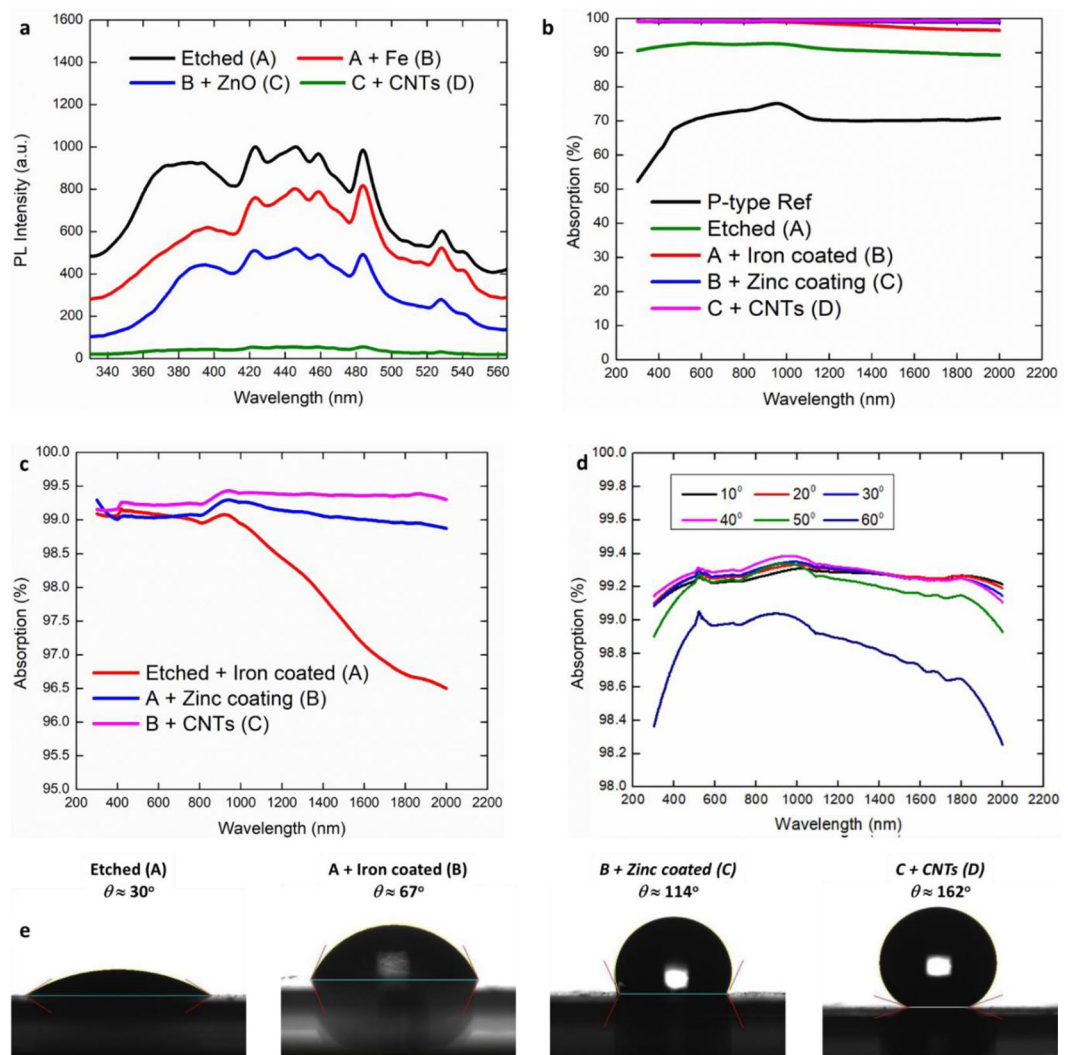 a
1600
1400
1200
1000
800
600
400
200
0
PL Intensity (a.u.)
Etched (A) A + Fe (B)
B + ZnO (C) C + CNTs (D)
340 360 380 400 420 440 460 480 500 520 540 560
Wavelength (nm)
b
100
90
80
70
60
50
40
30
20
10
0
Absorption (%)
P-type Ref
Etched (A)
A + Iron coated (B)
B + Zinc coating (C)
C + CNTs (D)
200 400 600 800 1000 1200 1400 1600 1800 2000 2200
Wavelength (nm)
c
100.0
99.5
99.0
98.5
98.0
97.5
97.0
96.5
96.0
95.5
95.0
Absorption (%)
Etched + Iron coated (A)
A + Zinc coating (B)
B + CNTs (C)
200 400 600 800 1000 1200 1400 1600 1800 2000 2200
Wavelength (nm)
d
100.0
99.8
99.6
99.4
99.2
99.0
98.8
98.6
98.4
98.2
98.0
Absorption (%)
10° 20° 30°
40° 50° 60°
200 400 600 800 1000 1200 1400 1600 1800 2000 2200
Wavelength (nm)
e
Etched (A)
θ ≈ 30°
A + Iron coated (B)
θ ≈ 67°
B + Zinc coated (C)
θ ≈ 114°
C + CNTs (D)
θ ≈ 162°